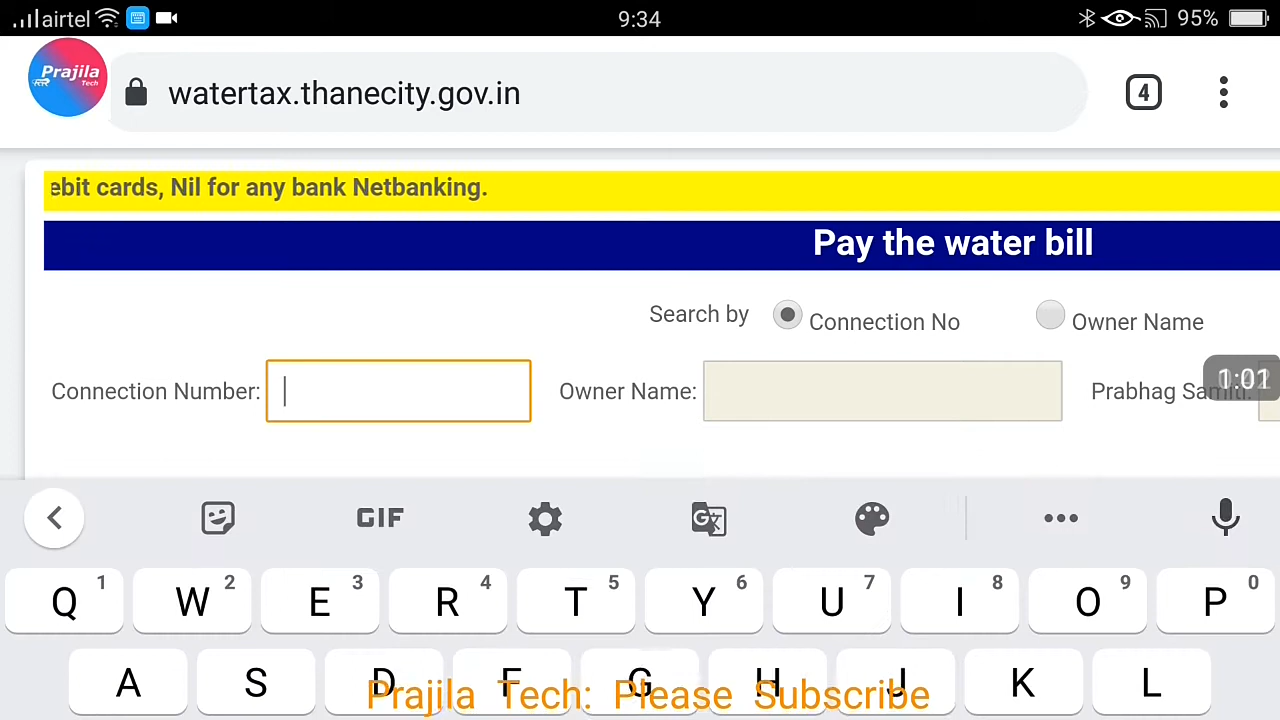 airtel 9:34 95%
Prajila
Tech
watertax.thanecity.gov.in
4
ebit cards, Nil for any bank Netbanking.
Pay the water bill
Search by Connection No Owner Name
Connection Number: Owner Name: Prabhag Samiti:
1:01
GIF
Q 1 W 2 E 3 R 4 T 5 Y 6 U 7 I 8 O 9 P 0
A S D F G H J K L
Prajila Tech: Please Subscribe